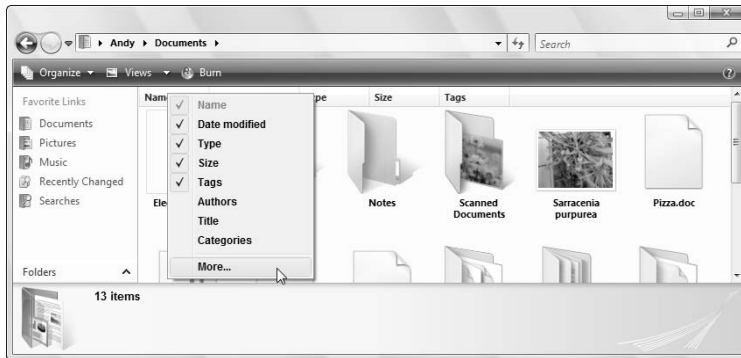 Andy Documents
Search
Organize Views Burn
Favorite Links
Documents
Pictures
Music
Recently Changed
Searches
Folders
Size Tags
Name
Date modified
Type
Size
Tags
Authors
Title
Categories
More...
Notes
Scanned
Documents
Sarracenia
purpurea
Pizza.doc
13 items